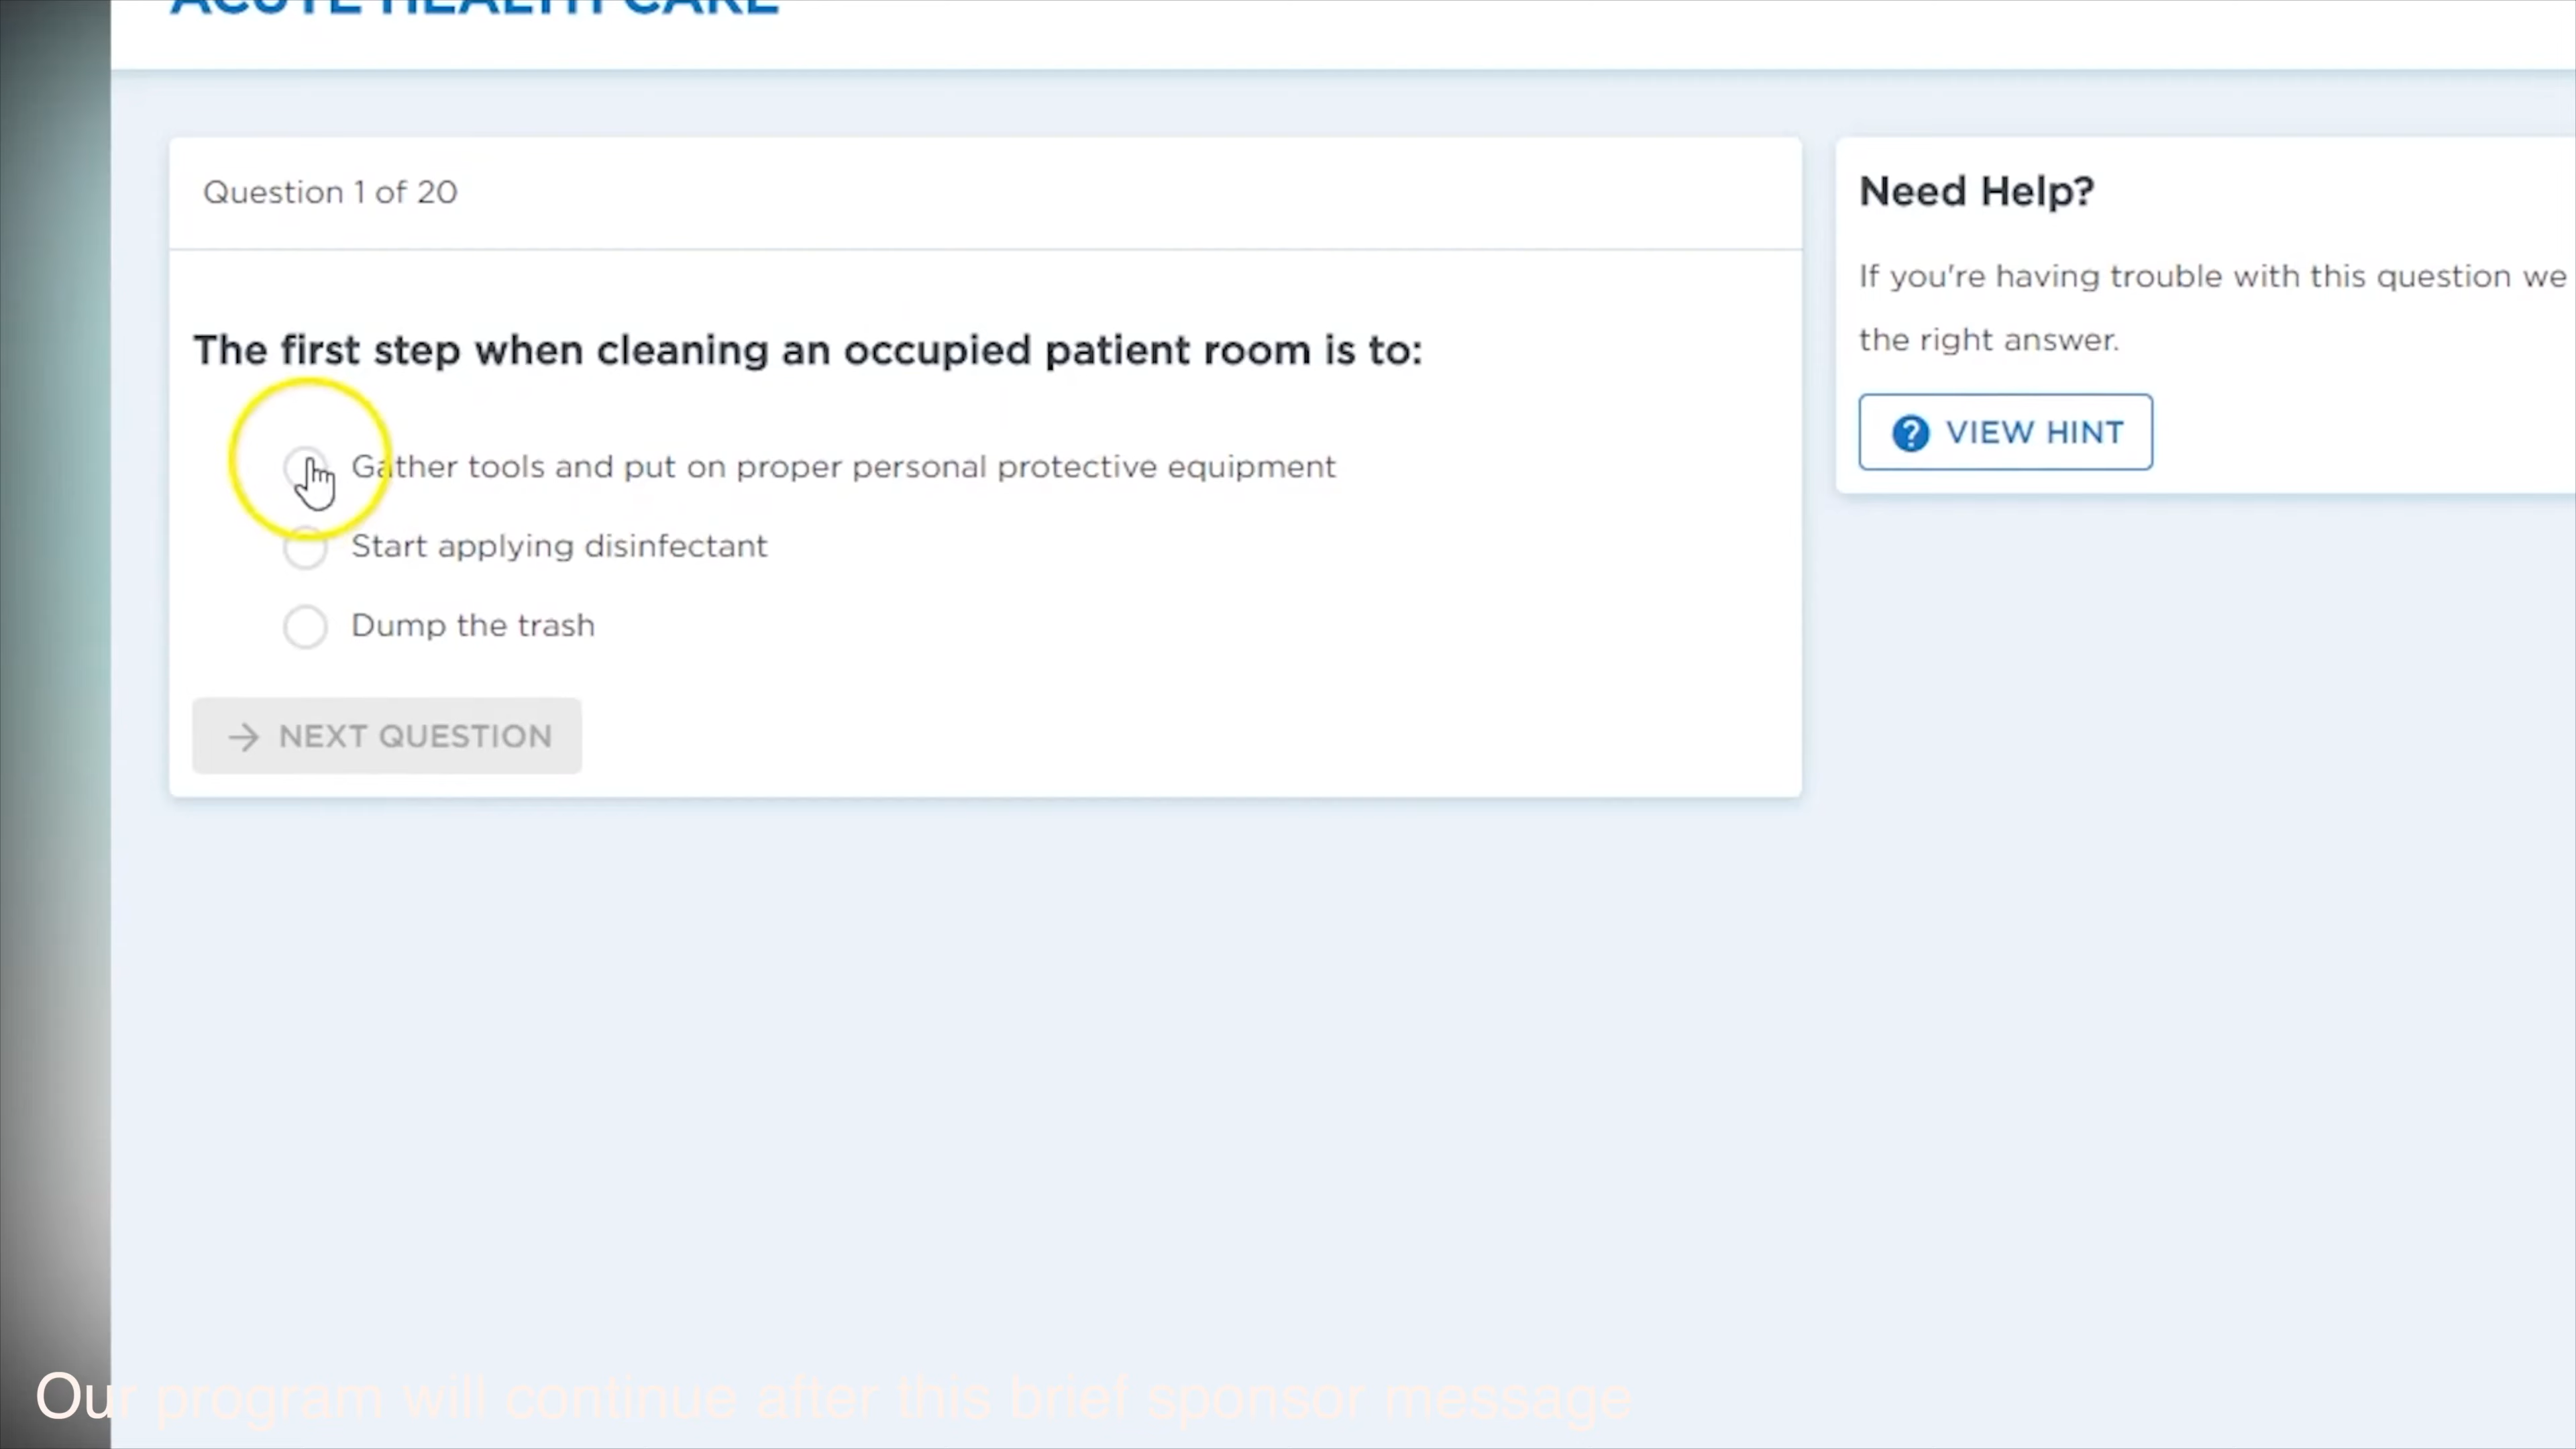 ACUTE HEALTH CARE
Question 1 of 20
The first step when cleaning an occupied patient room is to:
Gather tools and put on proper personal protective equipment
Start applying disinfectant
Dump the trash
NEXT QUESTION
Need Help?
If you're having trouble with this question we
the right answer.
VIEW HINT
Our program will continue after this brief sponsor message